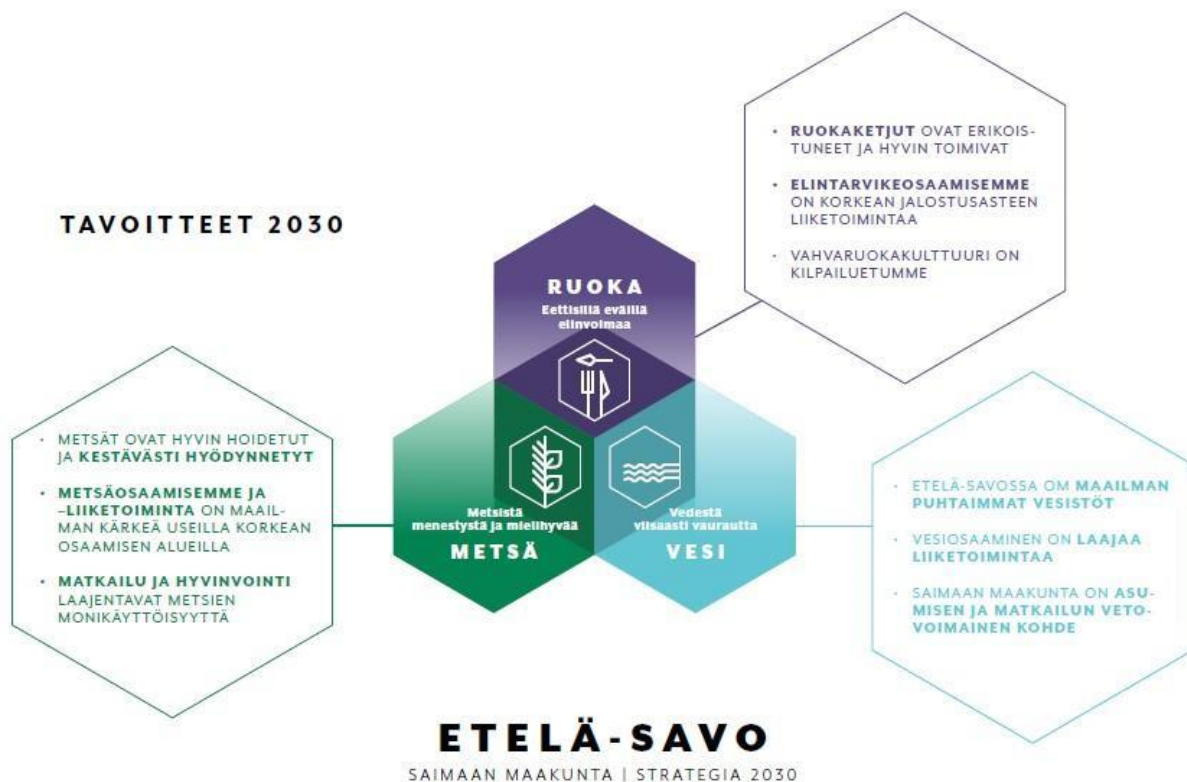 TAVOITTEET 2030
RUOKA
Eettisillä eväillä
elinvoimaa
• RUOKAKETJUT OVAT ERIKOIS-
TUNEET JA HYVIN TOIMIVAT
• ELINTARVIKEOSAAMISEMME
ON KORKEAN JALOSTUSASTEEN
LIIKETOIMINTAA
• VAHVARUOKAKULTTUURI ON
KILPAILUETUMME
• METSÄT OVAT HYVIN HOIDETUT
JA KESTÄVÄSTI HYÖDYNNETYT
• METSÄOSAAMISEMME JA
–LIIKETOIMINTA ON MAAIL-
MAN KÄRKEÄ USEILLA KORKEAN
OSAAMISEN ALUEILLA
• MATKAILU JA HYVINVOINTI
LAAJENTAVAT METSIEN
MONIKÄYTTÖISYYTTÄ
Metsistä
menestystä ja mielihyvää
METSÄ
Vedestä
viisaasti vaurautta
VESI
• ETELÄ-SAVOSSA OM MAAILMAN
PUHTAIMMAT VESISTÖT
• VESIOSAAMINEN ON LAAJAA
LIIKETOIMINTAA
• SAIMAAN MAAKUNTA ON ASU-
MISEN JA MATKAILUN VETO-
VOIMAINEN KOHDE
ETELÄ-SAVO
SAIMAAN MAAKUNTA | STRATEGIA 2030